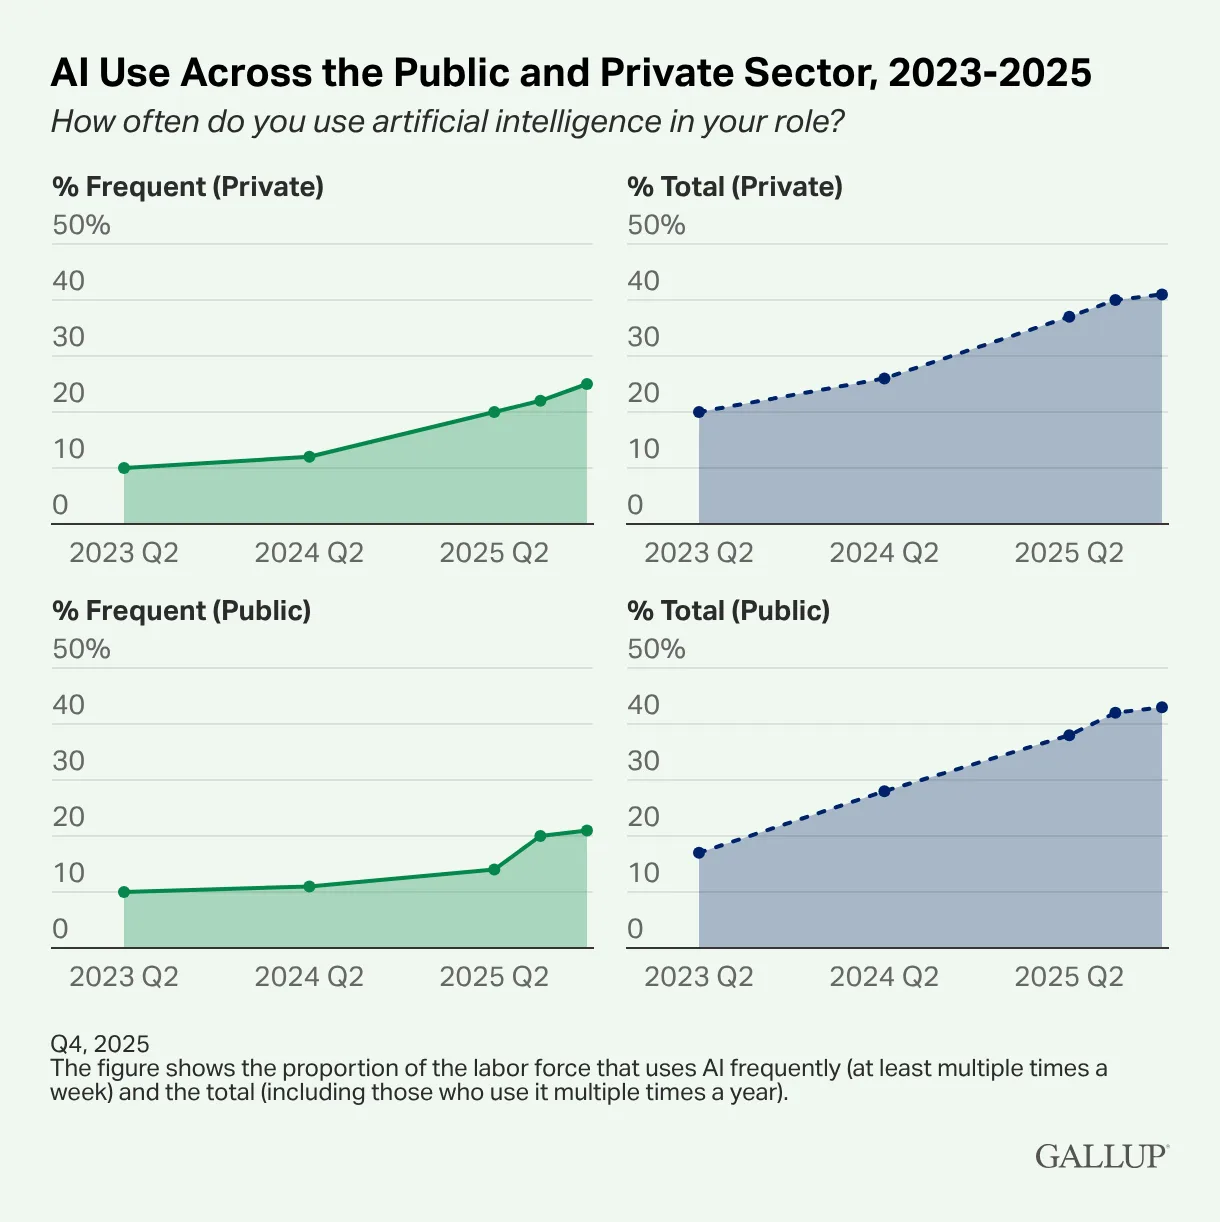 AI Use Across the Public and Private Sector, 2023-2025
How often do you use artificial intelligence in your role?
% Frequent (Private)
50%
40
30
20
10
0
2023 Q2
2024 Q2
2025 Q2
% Total (Private)
50%
40
30
20
10
0
2023 Q2
2024 Q2
2025 Q2
% Frequent (Public)
50%
40
30
20
10
0
2023 Q2
2024 Q2
2025 Q2
% Total (Public)
50%
40
30
20
10
0
2023 Q2
2024 Q2
2025 Q2
Q4, 2025
The figure shows the proportion of the labor force that uses AI frequently (at least multiple times a
week) and the total (including those who use it multiple times a year).
GALLUP®